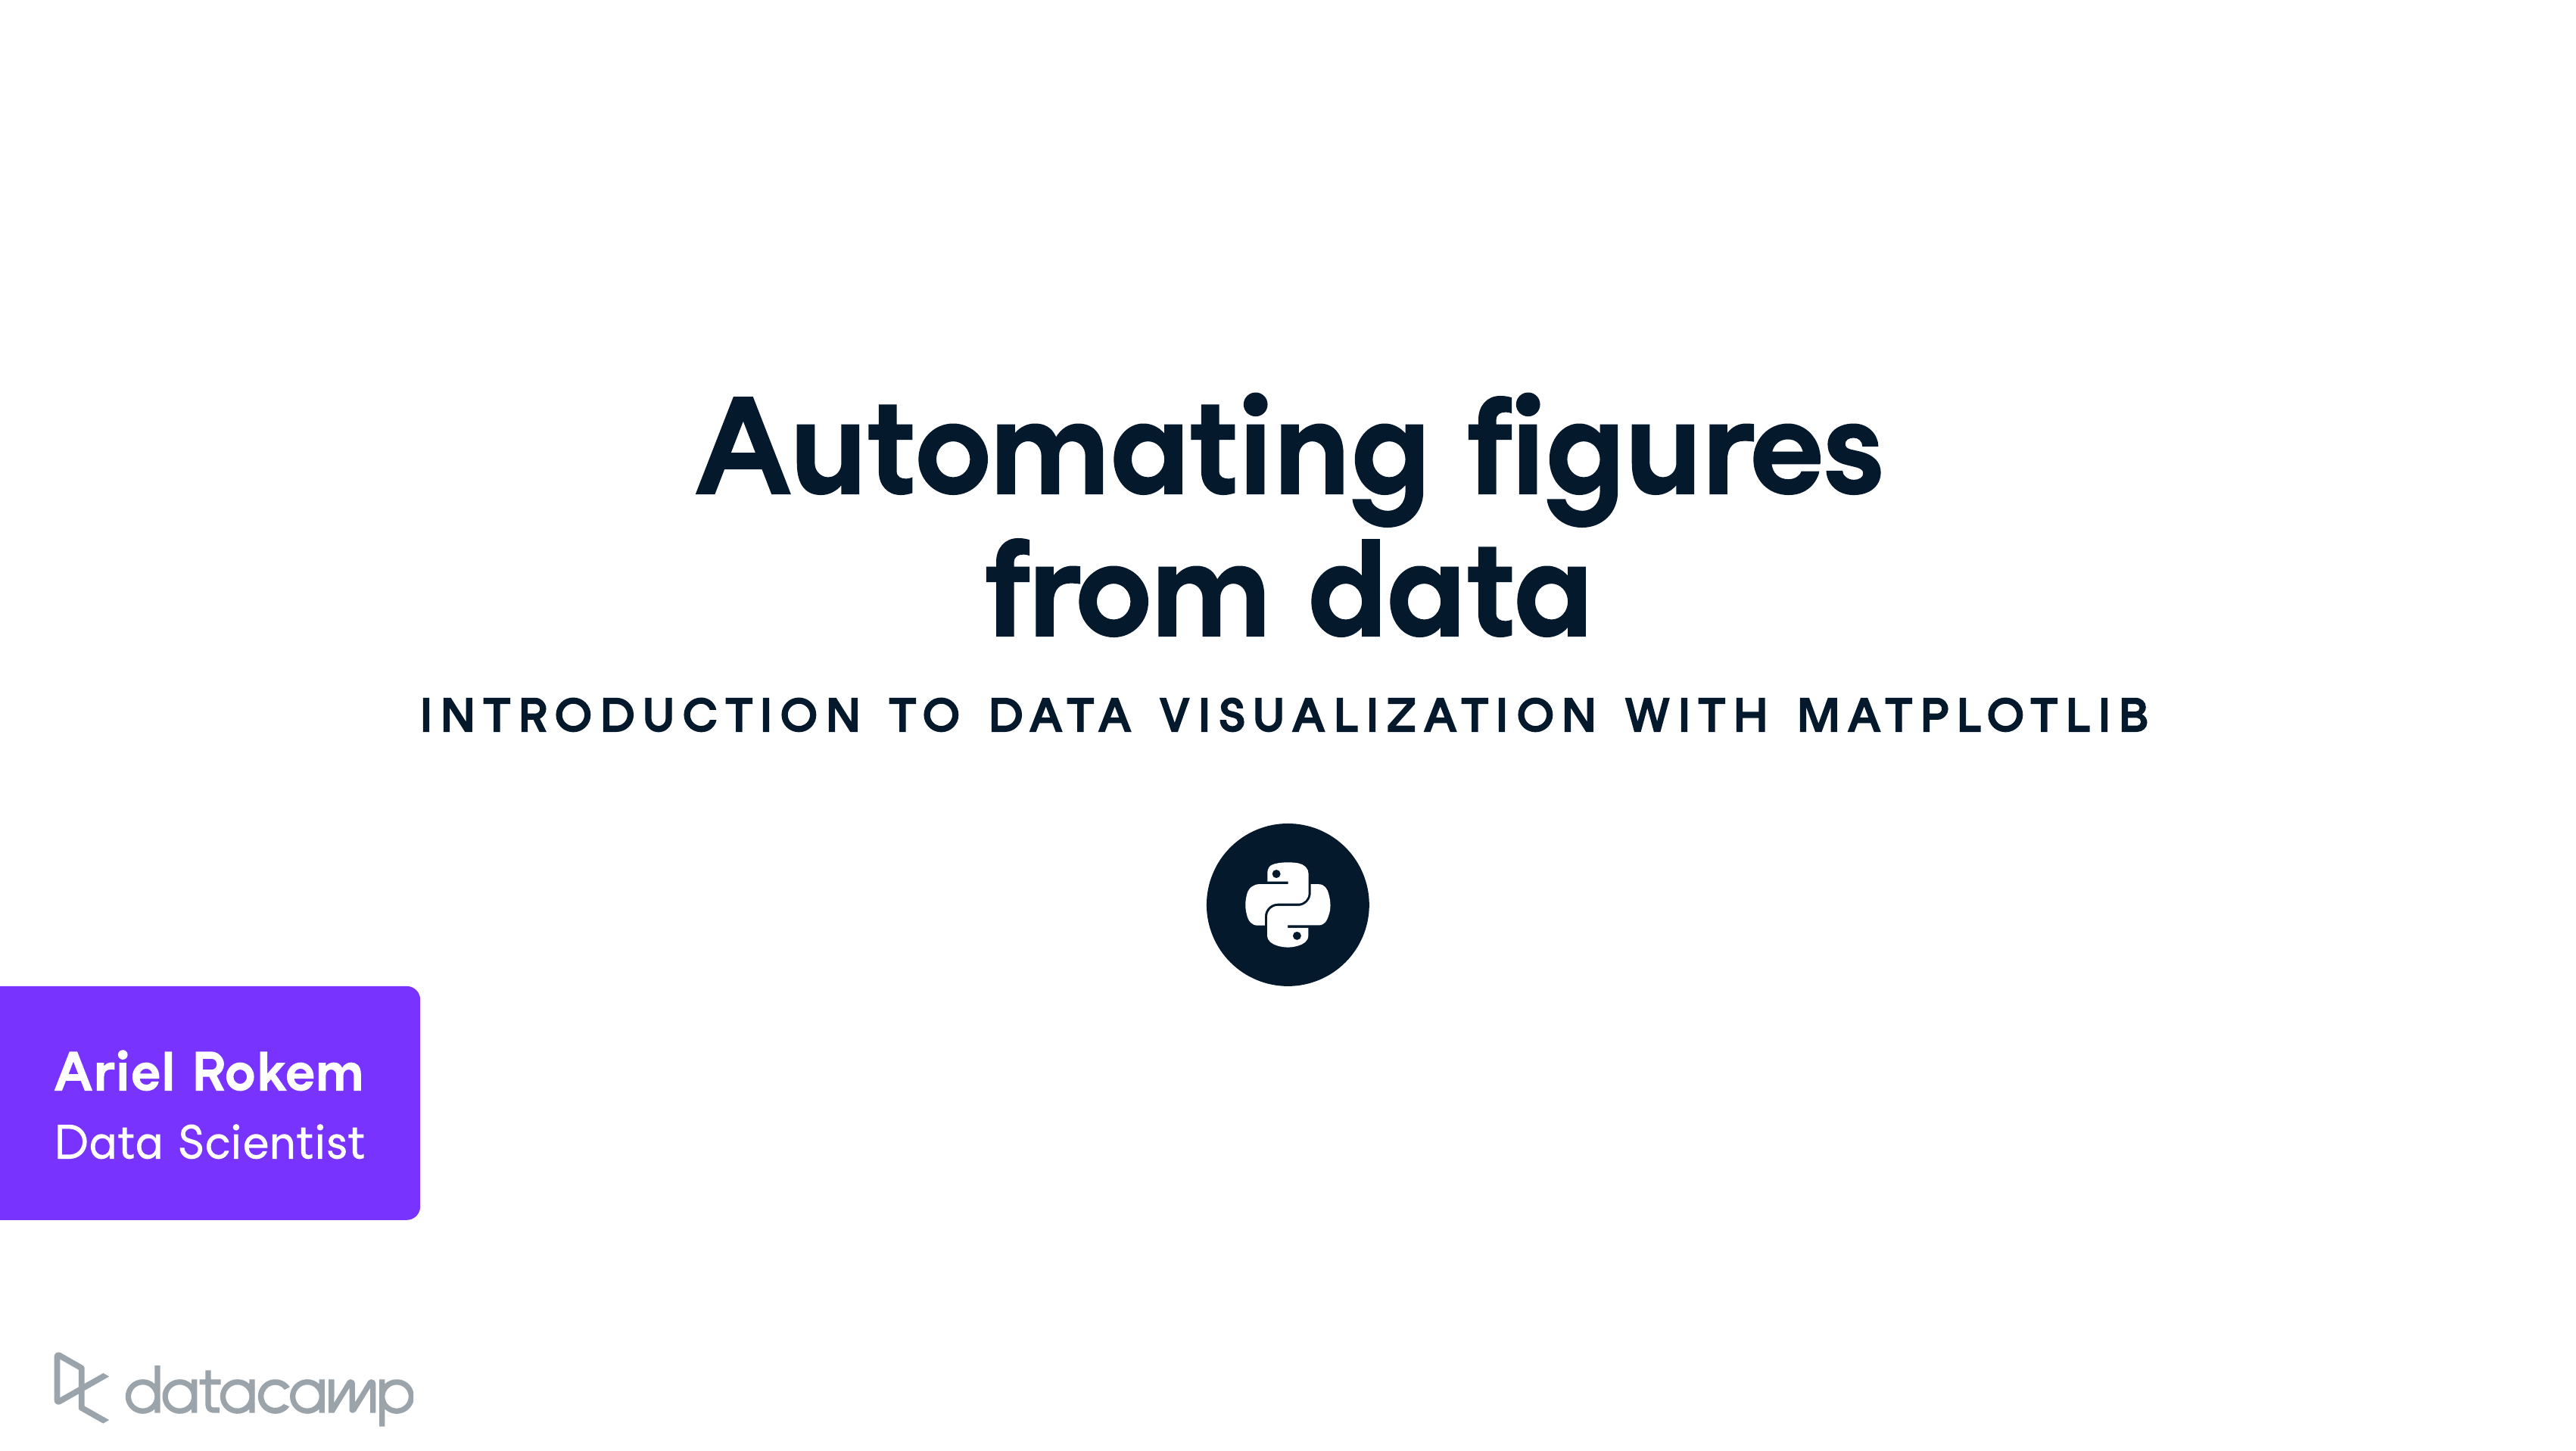 Automating figures
from data
INTRODUCTION TO DATA VISUALIZATION WITH MATPLOTLIB
Ariel Rokem
Data Scientist
datacamp